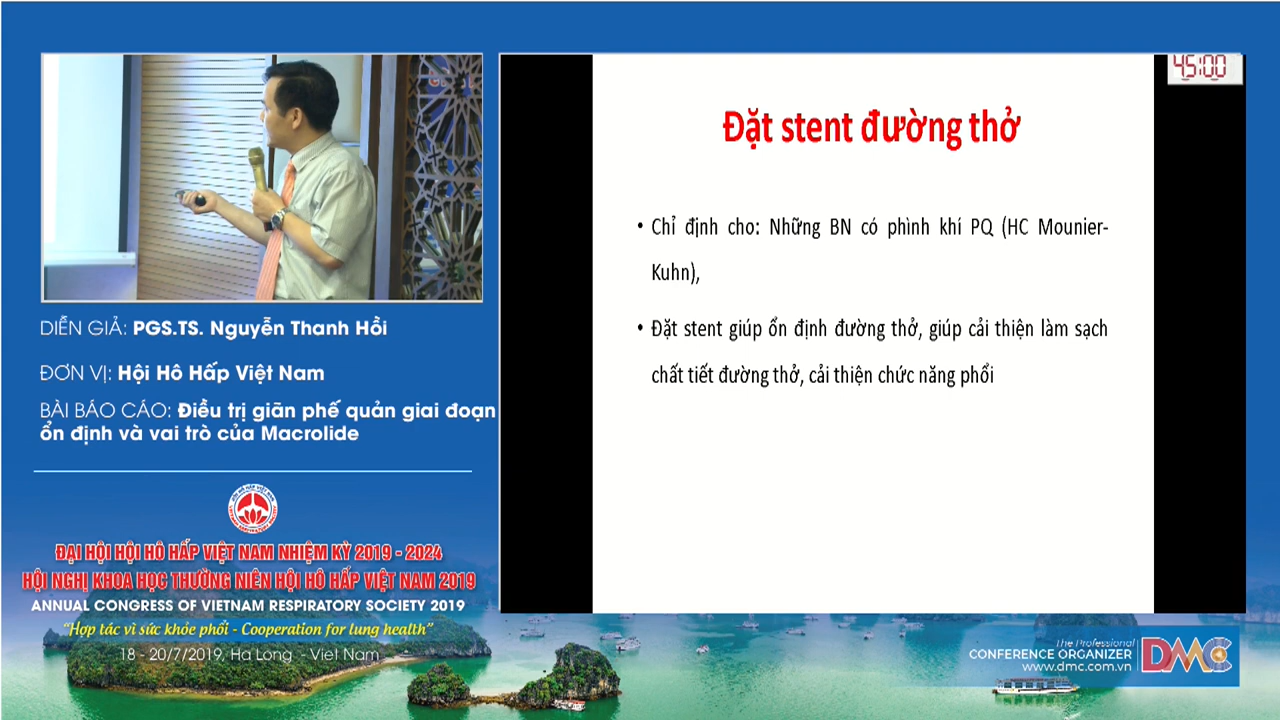 45:00
Đặt stent đường thở
• Chỉ định cho: Những BN có phình khí PQ (HC Mounier-
Kuhn),
• Đặt stent giúp ổn định đường thở, giúp cải thiện làm sạch
chất tiết đường thở, cải thiện chức năng phổi
DIỄN GIẢ: PGS.TS. Nguyễn Thanh Hồi
ĐƠN VỊ: Hội Hô Hấp Việt Nam
BÀI BÁO CÁO: Điều trị giãn phế quản giai đoạn
ổn định và vai trò của Macrolide
ĐẠI HỘI HỘI HÔ HẤP VIỆT NAM NHIỆM KỲ 2019 - 2024
HỘI NGHỊ KHOA HỌC THƯỜNG NIÊN HỘI HÔ HẤP VIỆT NAM 2019
ANNUAL CONGRESS OF VIETNAM RESPIRATORY SOCIETY 2019
“Hợp tác vì sức khỏe phổi - Cooperation for lung health”
18 - 20/7/2019, Ha Long - Viet Nam
The Professional
CONFERENCE ORGANIZER
www.dmc.com.vn
DMC